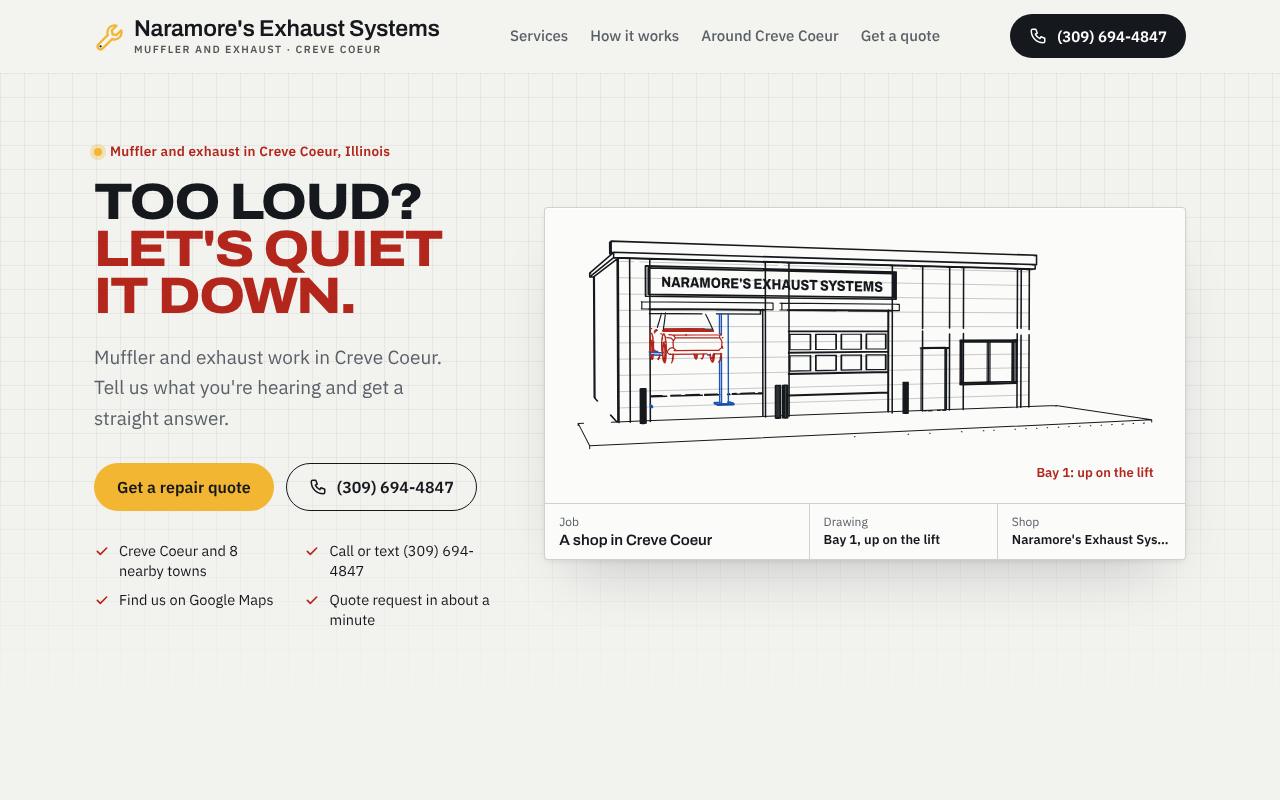 Naramore's Exhaust Systems
MUFFLER AND EXHAUST · CREVE COEUR
Services
How it works
Around Creve Coeur
Get a quote
(309) 694-4847
Muffler and exhaust in Creve Coeur, Illinois
TOO LOUD?
LET'S QUIET
IT DOWN.
Muffler and exhaust work in Creve Coeur.
Tell us what you're hearing and get a
straight answer.
Get a repair quote
(309) 694-4847
Creve Coeur and 8
nearby towns
Call or text (309) 694-
4847
Find us on Google Maps
Quote request in about a
minute
NARAMORE'S EXHAUST SYSTEMS
Bay 1: up on the lift
Job
A shop in Creve Coeur
Drawing
Bay 1, up on the lift
Shop
Naramore's Exhaust Sys...